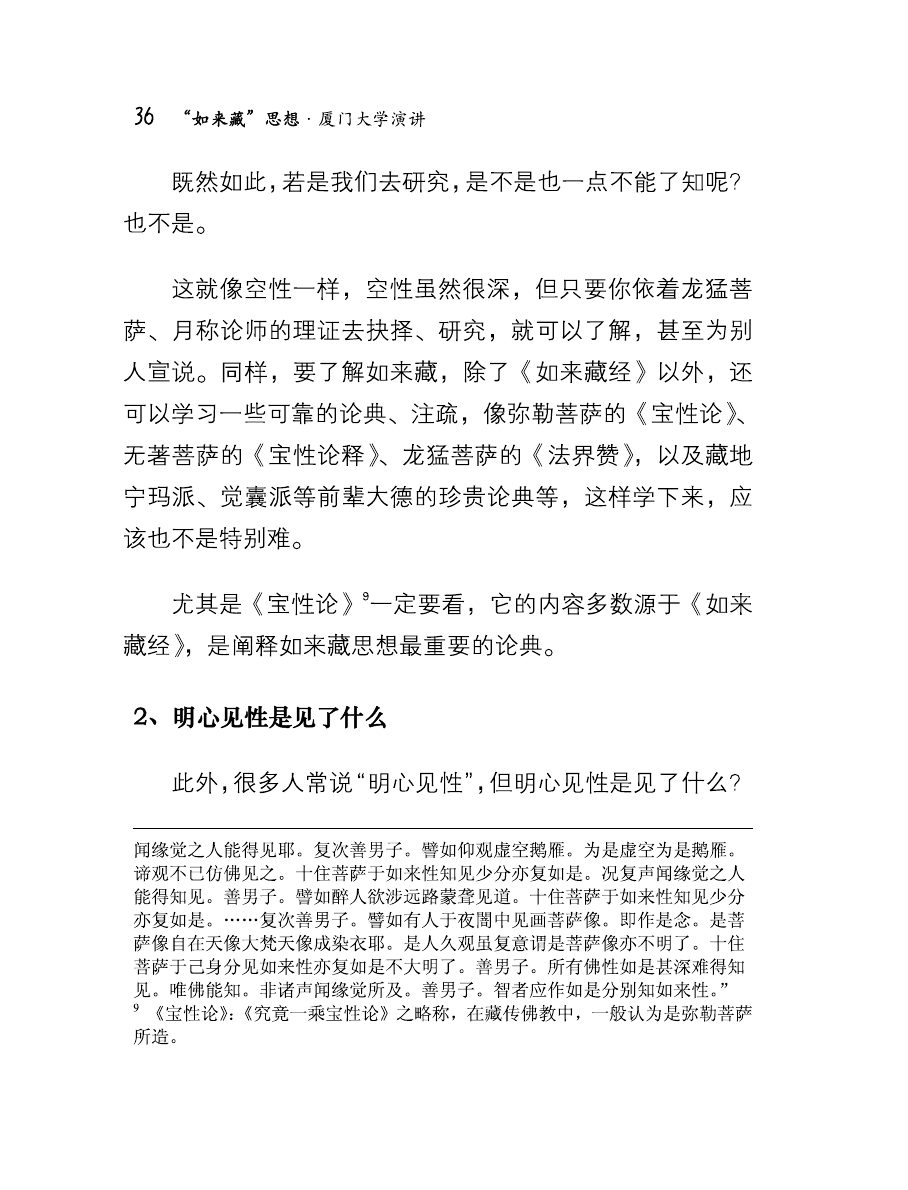 36 “如来藏”思想·厦门大学演讲
既然如此，若是我们去研究，是不是也一点不能了知呢？
也不是。
这就像空性一样，空性虽然很深，但只要你依着龙猛菩
萨、月称论师的理证去抉择、研究，就可以了解，甚至为别
人宣说。同样，要了解如来藏，除了《如来藏经》以外，还
可以学习一些可靠的论典、注疏，像弥勒菩萨的《宝性论》、
无著菩萨的《宝性论释》、龙猛菩萨的《法界赞》，以及藏地
宁玛派、觉囊派等前辈大德的珍贵论典等，这样学下来，应
该也不是特别难。
尤其是《宝性论》⁹一定要看，它的内容多数源于《如来
藏经》，是阐释如来藏思想最重要的论典。
2、明心见性是见了什么
此外，很多人常说“明心见性”，但明心见性是见了什么？
闻缘觉之人能得见耶。复次善男子。譬如仰观虚空鹅雁。为是虚空为是鹅雁。
谛观不已仿佛见之。十住菩萨于如来性知见少分亦复如是。况复声闻缘觉之人
能得知见。善男子。譬如醉人欲涉远路蒙聋见道。十住菩萨于如来性知见少分
亦复如是。……复次善男子。譬如有人于夜闇中见画菩萨像。即作是念。是菩
萨像自在天像大梵天像成染衣耶。是人久观虽复意谓是菩萨像亦不明了。十住
菩萨于己身分见如来性亦复如是不大明了。善男子。所有佛性如是甚深难得知
见。唯佛能知。非诸声闻缘觉所及。善男子。智者应作如是分别知如来性。”
⁹ 《宝性论》：《究竟一乘宝性论》之略称，在藏传佛教中，一般认为是弥勒菩萨
所造。